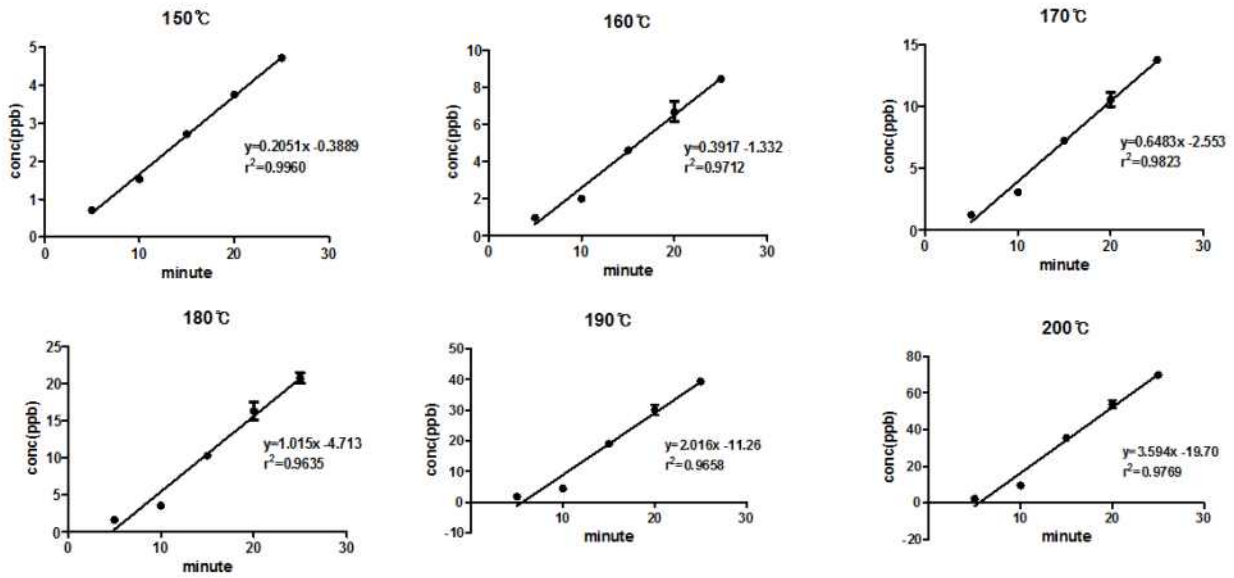 150℃
5
4
3
2
1
0
conc(ppb)
0
10
20
30
minute
y=0.2051x -0.3889
r²=0.9960
160℃
10
8
6
4
2
0
conc(ppb)
0
10
20
30
minute
y=0.3917 -1.332
r²=0.9712
170℃
15
10
5
0
conc(ppb)
0
10
20
30
minute
y=0.6483x -2.553
r²=0.9823
180℃
25
20
15
10
5
0
conc(ppb)
0
10
20
30
minute
y=1.015x -4.713
r²=0.9635
190℃
50
40
30
20
10
0
-10
conc(ppb)
10
20
30
minute
y=2.016x -11.26
r²=0.9658
200℃
80
60
40
20
0
-20
conc(ppb)
10
20
30
minute
y=3.594x -19.70
r²=0.9769